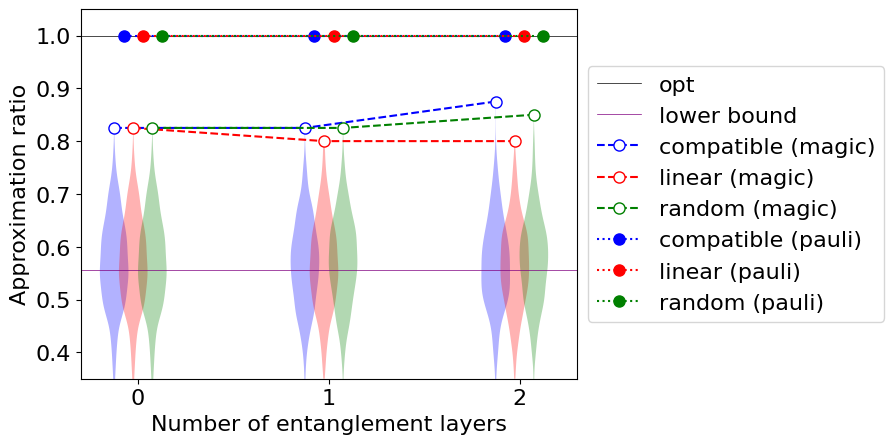 1.0
0.9
0.8
0.7
0.6
0.5
0.4
Approximation ratio
0 1 2
Number of entanglement layers
opt
lower bound
compatible (magic)
linear (magic)
random (magic)
compatible (pauli)
linear (pauli)
random (pauli)